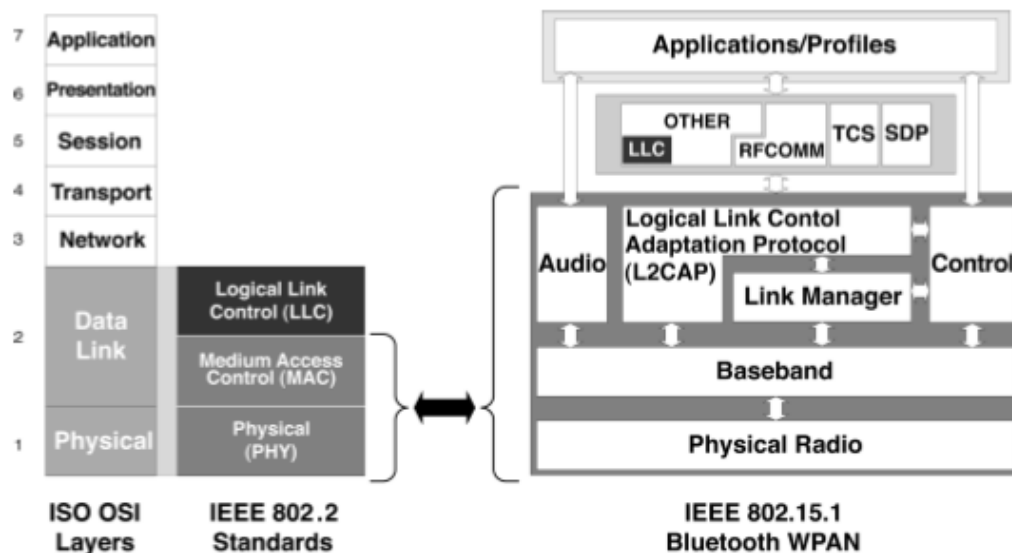 7
Application
6
Presentation
5
Session
4
Transport
3
Network
2
Data
Link
1
Physical
ISO OSI
Layers
Logical Link
Control (LLC)
Medium Access
Control (MAC)
Physical
(PHY)
IEEE 802.2
Standards
Applications/Profiles
OTHER
LLC
RFCOMM
TCS
SDP
Audio
Logical Link Contol
Adaptation Protocol
(L2CAP)
Link Manager
Control
Baseband
Physical Radio
IEEE 802.15.1
Bluetooth WPAN